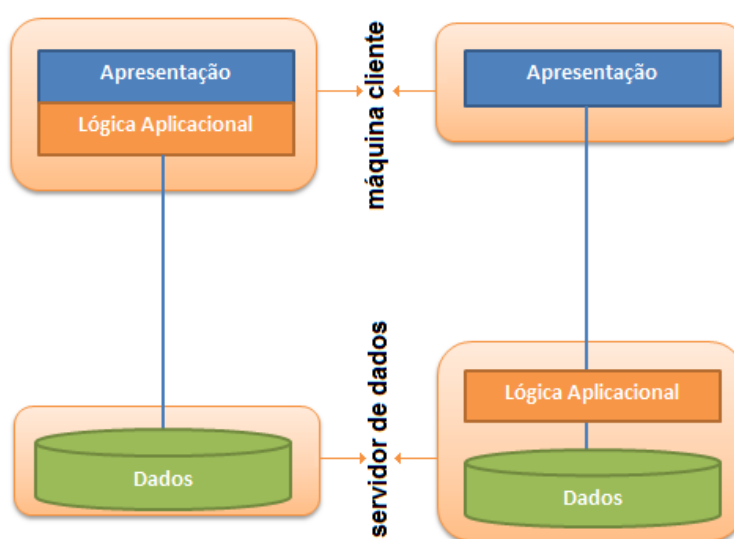 Apresentação
Lógica Aplicacional
máquina cliente
Apresentação
servidor de dados
Dados
Lógica Aplicacional
Dados